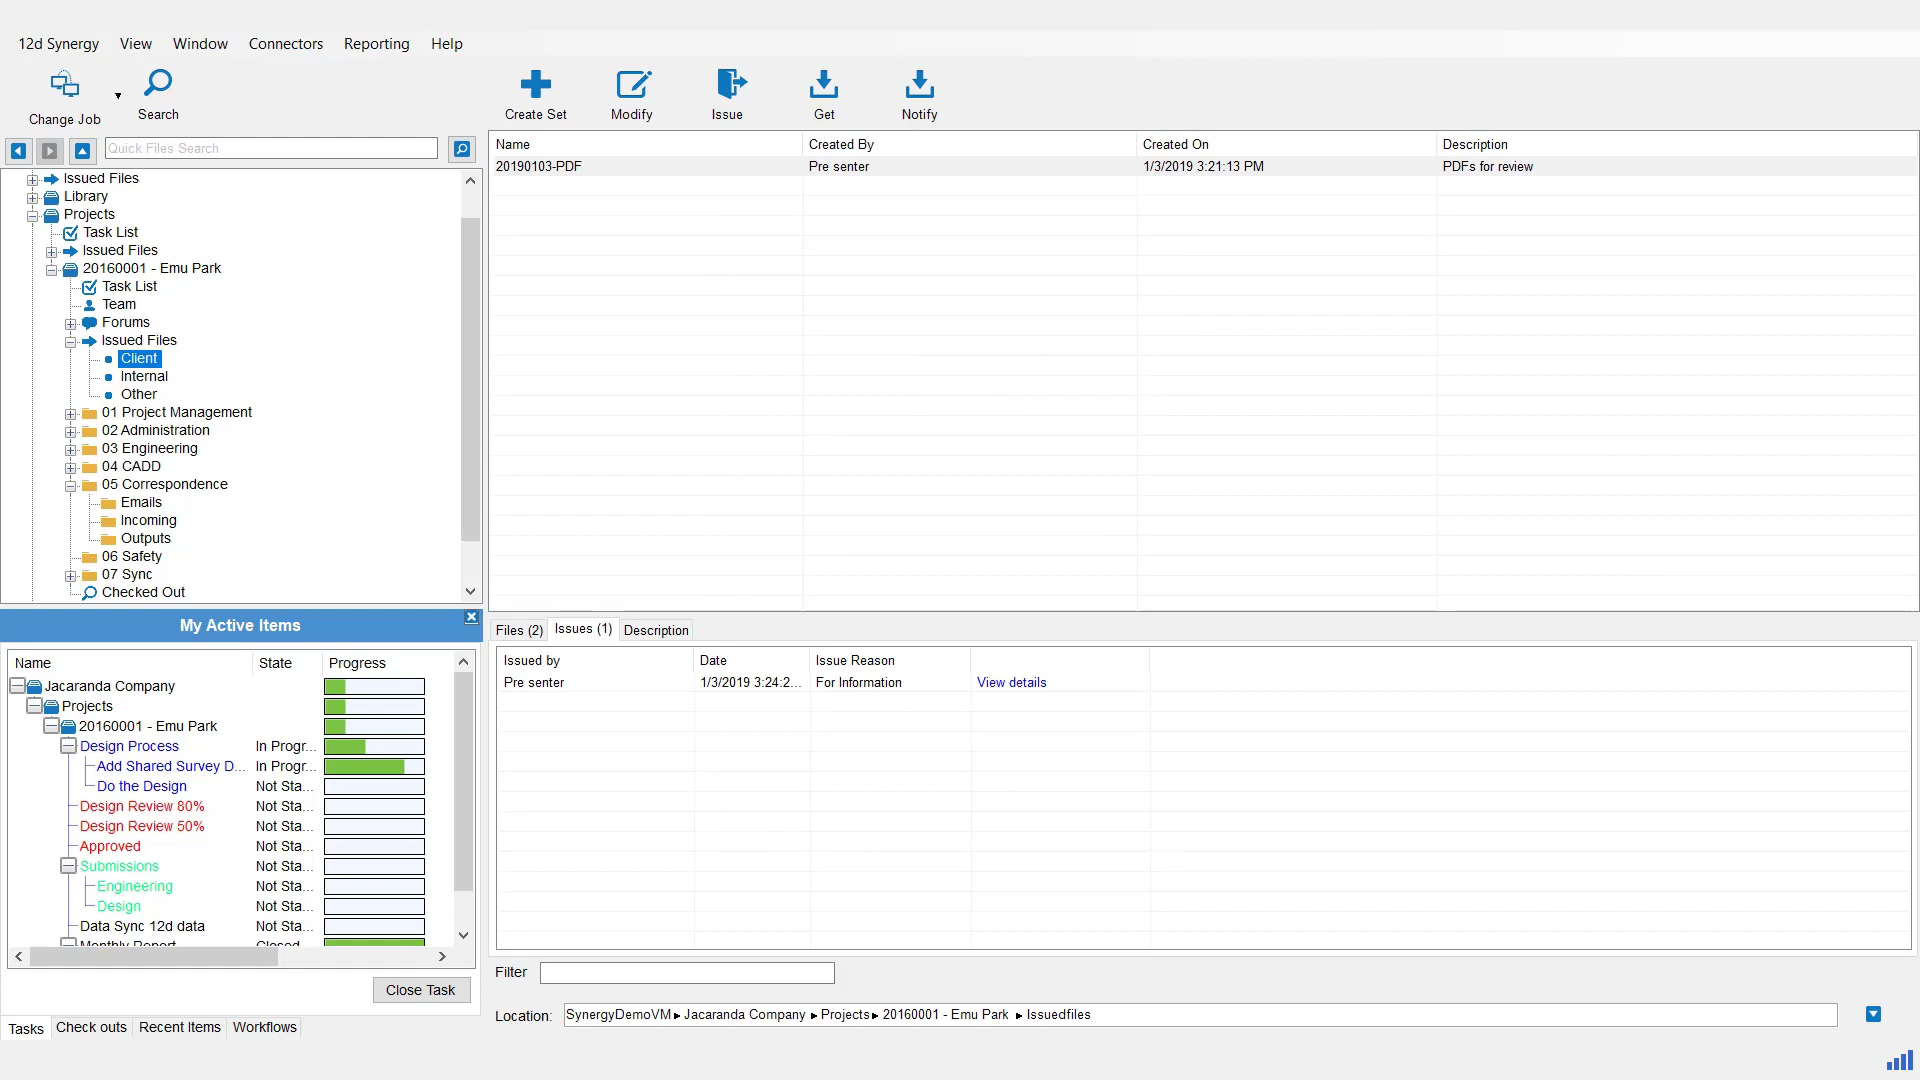 12d Synergy View Window Connectors Reporting Help
Change Job
Search
Create Set
Modify
Issue
Get
Notify
Quick Files Search
Issued Files
Library
Projects
Task List
Issued Files
20160001 - Emu Park
Task List
Team
Forums
Issued Files
Client
Internal
Other
01 Project Management
02 Administration
03 Engineering
04 CADD
05 Correspondence
Emails
Incoming
Outputs
06 Safety
07 Sync
Checked Out
Name Created By Created On Description
20190103-PDF Pre senter 1/3/2019 3:21:13 PM PDFs for review
My Active Items
Name State Progress
Jacaranda Company
Projects
20160001 - Emu Park
Design Process In Progr...
Add Shared Survey D... In Progr...
Do the Design Not Sta...
Design Review 80% Not Sta...
Design Review 50% Not Sta...
Approved Not Sta...
Submissions Not Sta...
Engineering Not Sta...
Design Not Sta...
Data Sync 12d data Not Sta...
Monthly Report Closed
Close Task
Tasks Check outs Recent Items Workflows
Files (2) Issues (1) Description
Issued by Date Issue Reason
Pre senter 1/3/2019 3:24:2... For Information View details
Filter
Location: SynergyDemoVM Jacaranda Company Projects 20160001 - Emu Park Issuedfiles